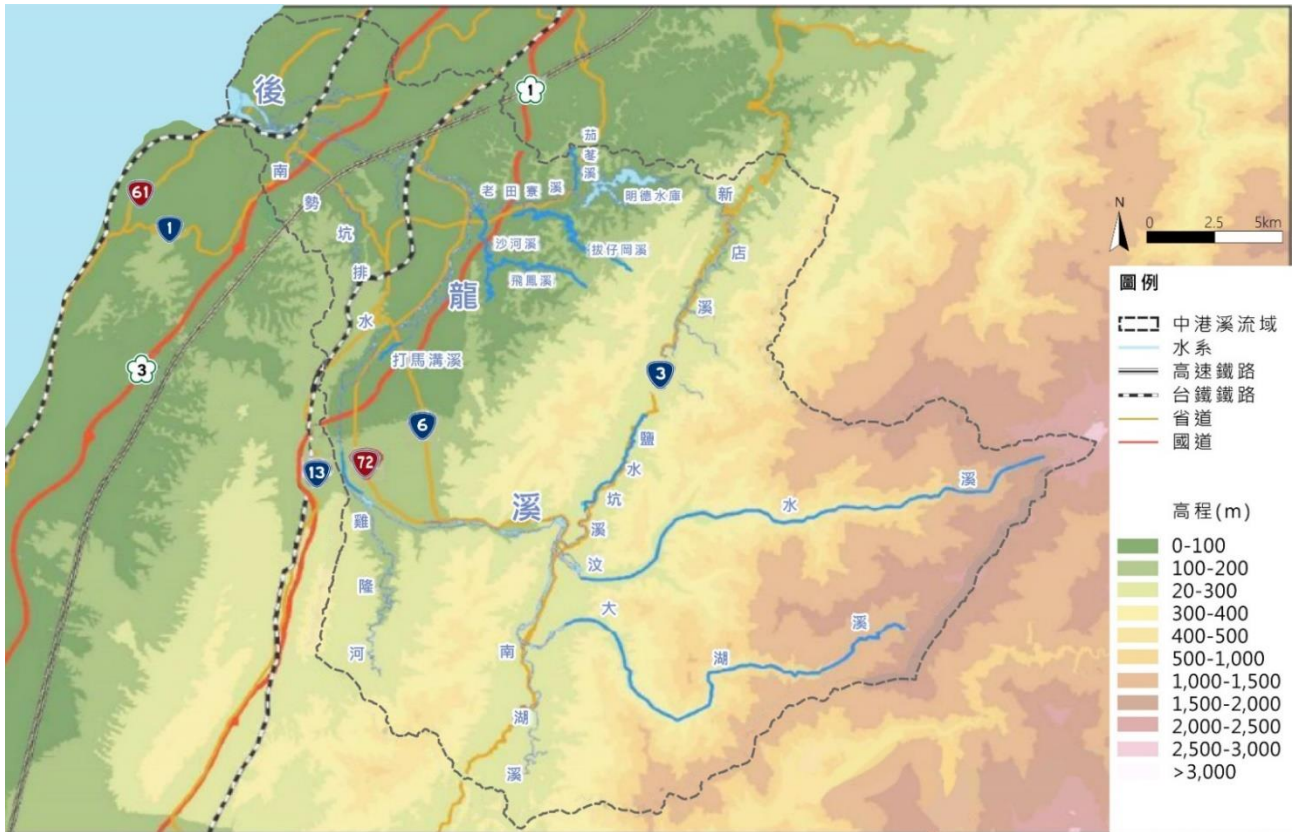 後
龍
溪
南勢坑排水
茄苳溪
老田寮溪
明德水庫
沙河溪
拔仔岡溪
飛鳳溪
新店溪
打馬溝溪
鹽水坑溪
汶水溪
大湖溪
南湖溪
雞隆河
61
1
1
3
3
6
72
13
N
0 2.5 5km
圖例
中港溪流域
水系
高速鐵路
台鐵鐵路
省道
國道
高程(m)
0-100
100-200
20-300
300-400
400-500
500-1,000
1,000-1,500
1,500-2,000
2,000-2,500
2,500-3,000
>3,000